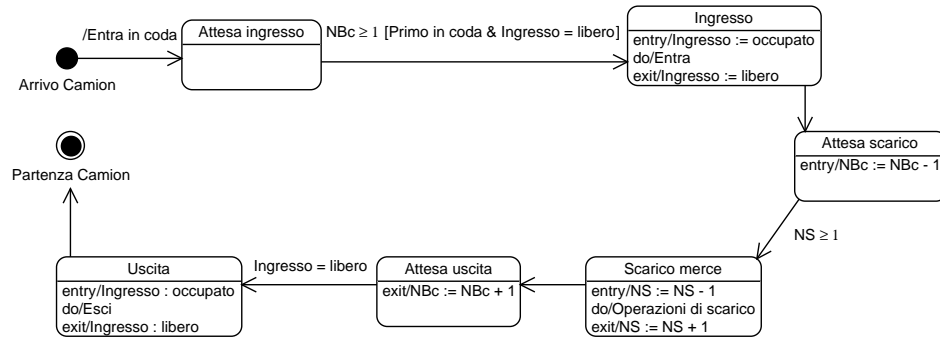 /Entra in coda
Arrivo Camion
Attesa ingresso
NBc ≥ 1 [Primo in coda & Ingresso = libero]
Ingresso
entry/Ingresso := occupato
do/Entra
exit/Ingresso := libero
Attesa scarico
entry/NBc := NBc - 1
NS ≥ 1
Scarico merce
entry/NS := NS - 1
do/Operazioni di scarico
exit/NS := NS + 1
Attesa uscita
exit/NBc := NBc + 1
Ingresso = libero
Uscita
entry/Ingresso : occupato
do/Esci
exit/Ingresso : libero
Partenza Camion